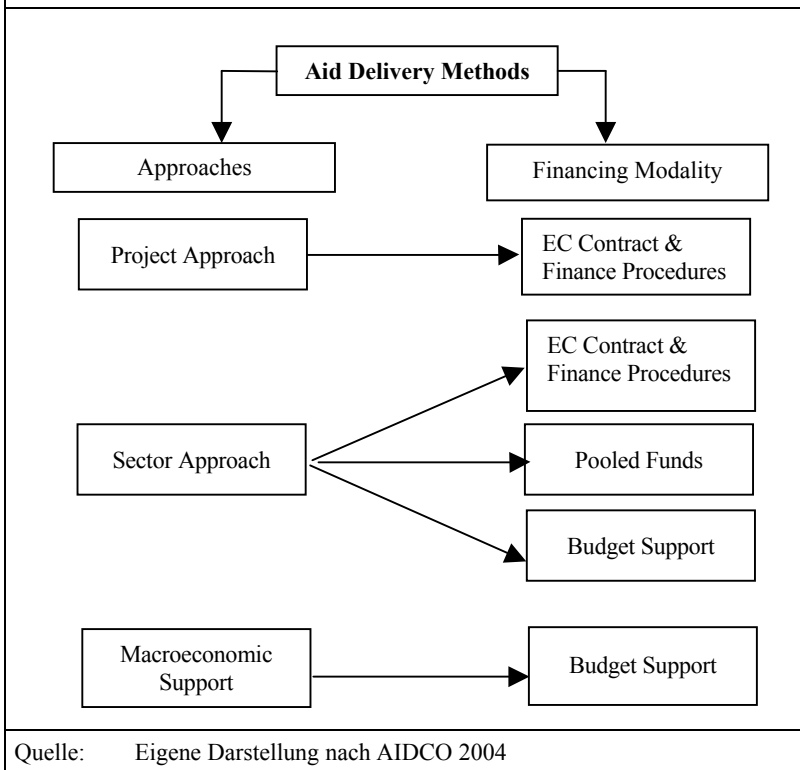 Aid Delivery Methods
Approaches
Financing Modality
Project Approach
EC Contract &
Finance Procedures
EC Contract &
Finance Procedures
Sector Approach
Pooled Funds
Budget Support
Macroeconomic
Support
Budget Support
Quelle: Eigene Darstellung nach AIDCO 2004